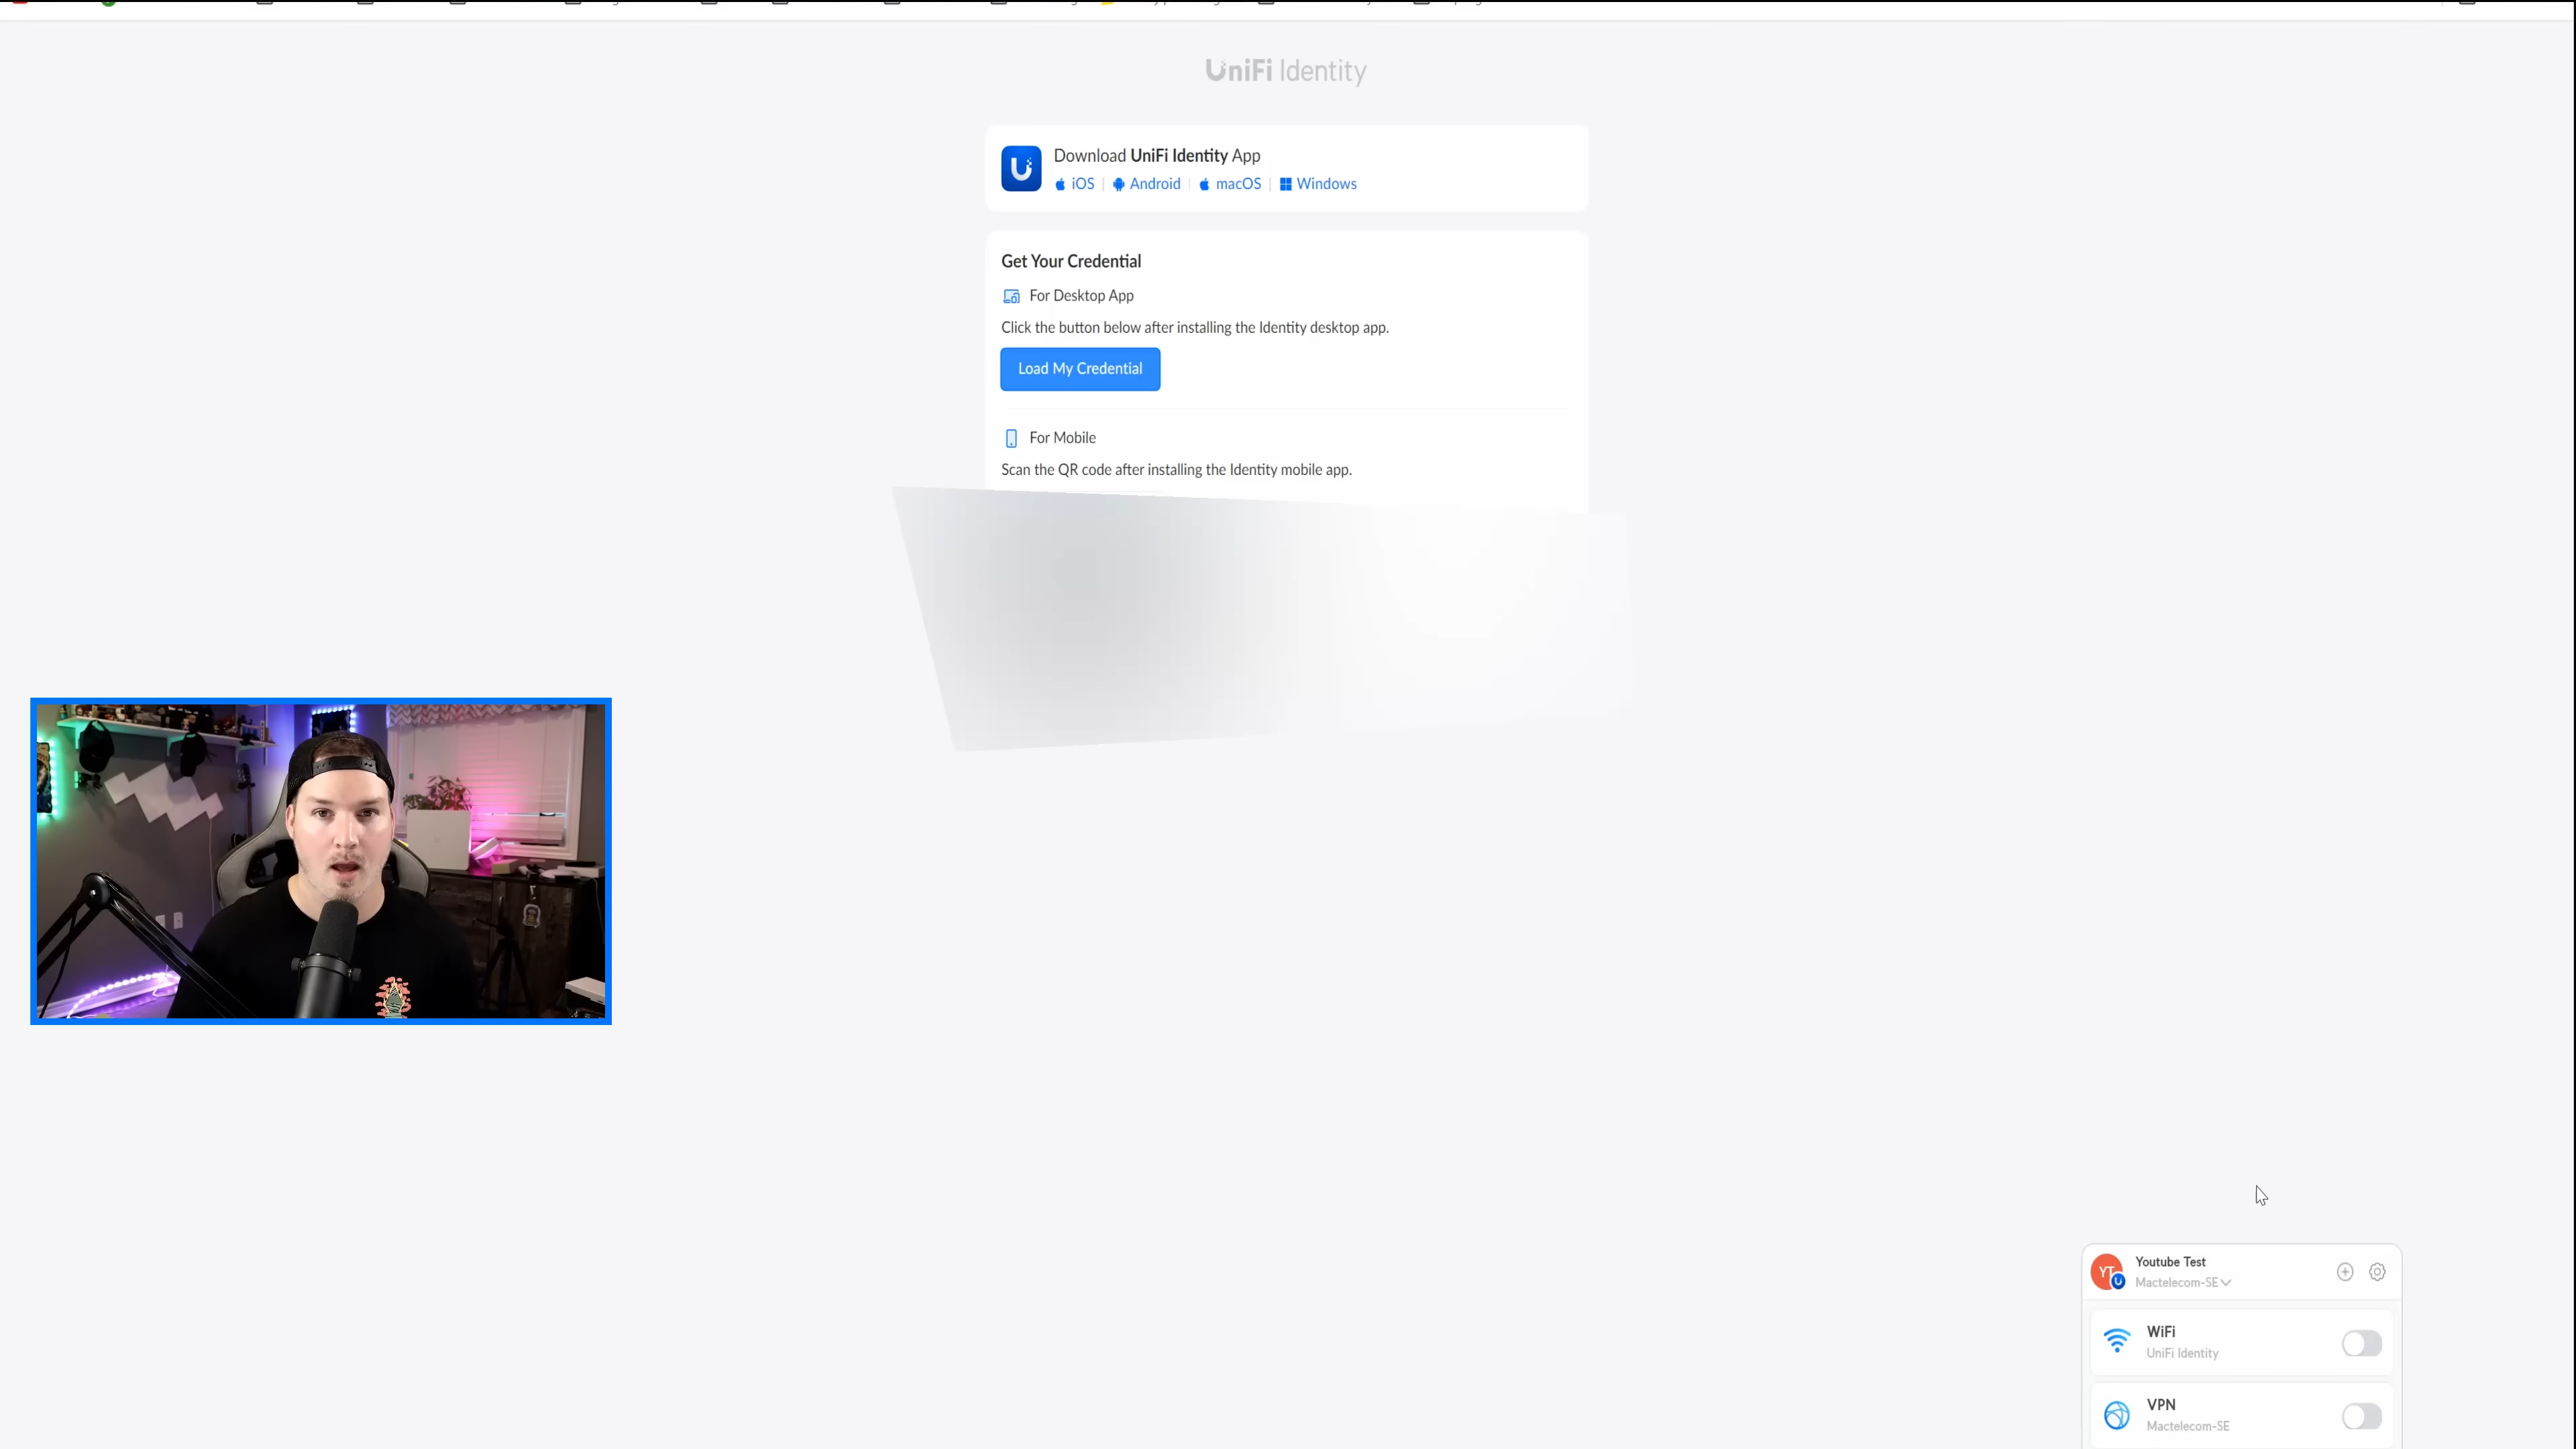 UniFi Identity
Download UniFi Identity App
iOS | Android | macOS | Windows
Get Your Credential
For Desktop App
Click the button below after installing the Identity desktop app.
Load My Credential
For Mobile
Scan the QR code after installing the Identity mobile app.
YT
Youtube Test
Mactelecom-SE
WiFi
UniFi Identity
VPN
Mactelecom-SE